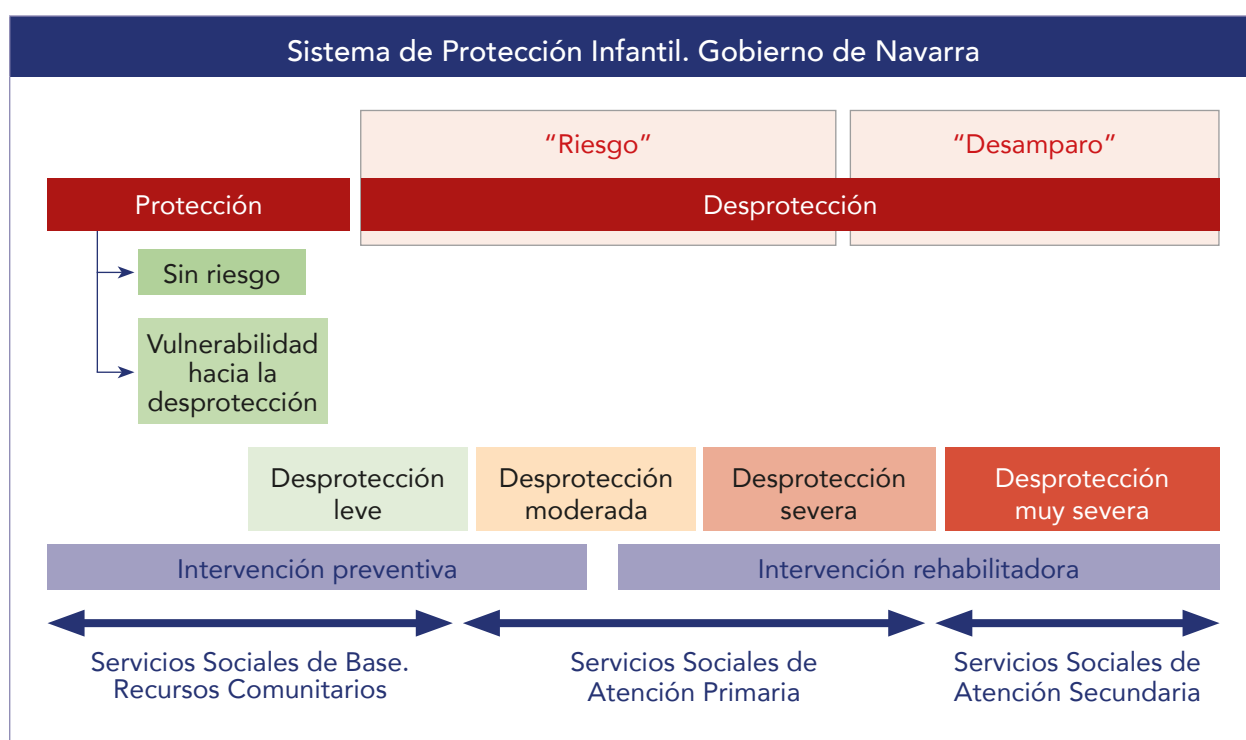 Sistema de Protección Infantil. Gobierno de Navarra
“Riesgo”
“Desamparo”
Protección
Desprotección
Sin riesgo
Vulnerabilidad
hacia la
desprotección
Desprotección
leve
Desprotección
moderada
Desprotección
severa
Desprotección
muy severa
Intervención preventiva
Intervención rehabilitadora
Servicios Sociales de Base.
Recursos Comunitarios
Servicios Sociales de
Atención Primaria
Servicios Sociales de
Atención Secundaria